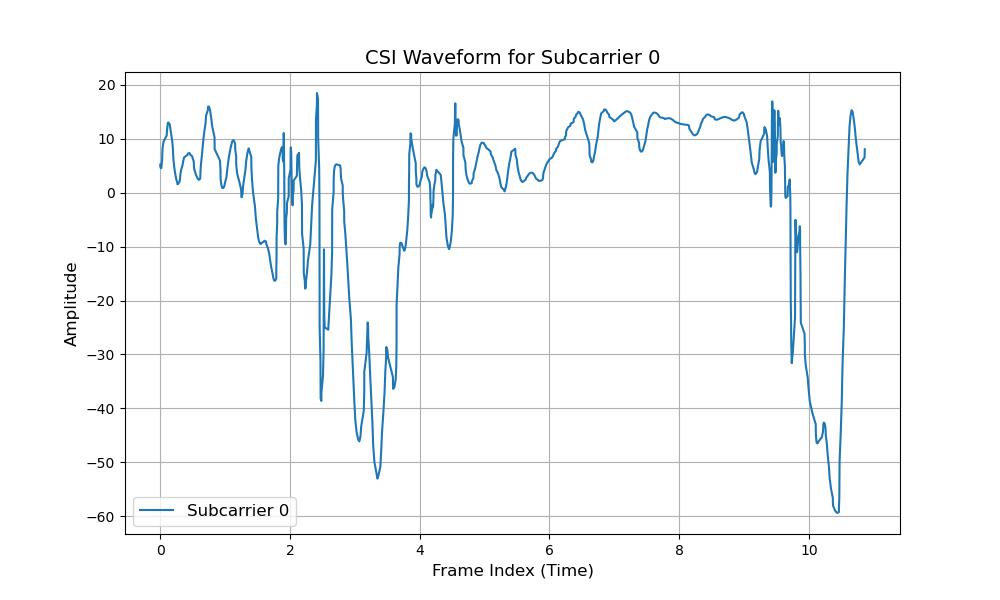 CSI Waveform for Subcarrier 0
20
10
0
−10
−20
−30
−40
−50
−60
Amplitude
Subcarrier 0
0 2 4 6 8 10
Frame Index (Time)